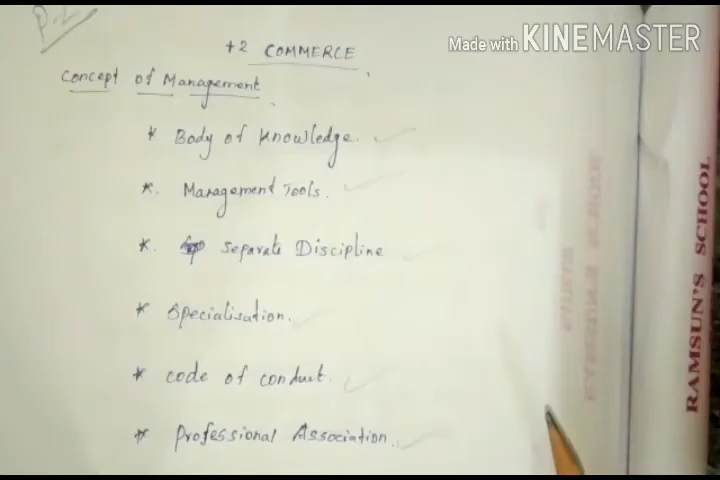 P-2
Made with KINEMASTER
+2 COMMERCE
Concept of Management
* Body of Knowledge.
* Management Tools.
* Separate Discipline
* Specialisation.
* Code of conduct.
* Professional Association.
RAMSUN'S SCHOOL